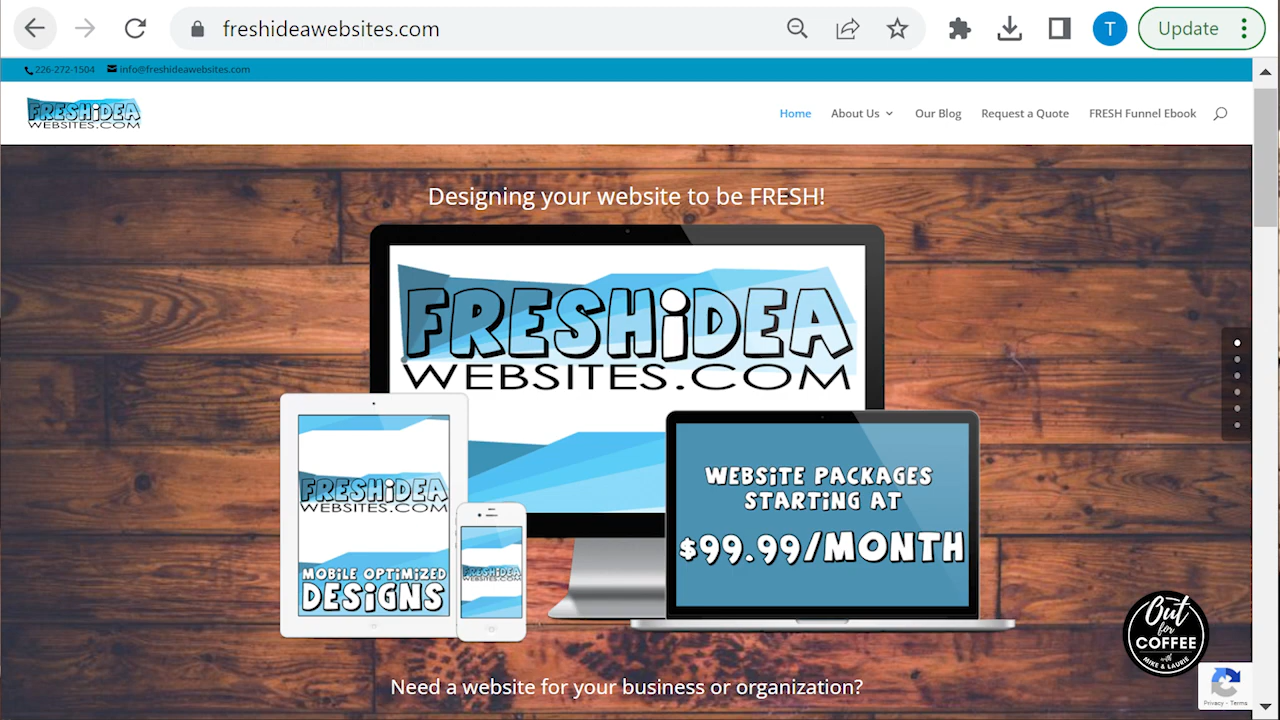 freshideawebsites.com
T
Update
226-272-1504 info@freshideawebsites.com
FRESHiDEA
WEBSITES.COM
Home About Us Our Blog Request a Quote FRESH Funnel Ebook
Designing your website to be FRESH!
FRESHiDEA
WEBSITES.COM
FRESHiDEA
WEBSITES.COM
MOBiLE OPTiMiZED
DESiGNS
FRESHiDEA
WEBSITES.COM
WEBSiTE PACKAGES
STARTiNG AT
$99.99/MONTH
Out
for
COFFEE
with
MIKE & LAURIE
Need a website for your business or organization?
Privacy - Terms